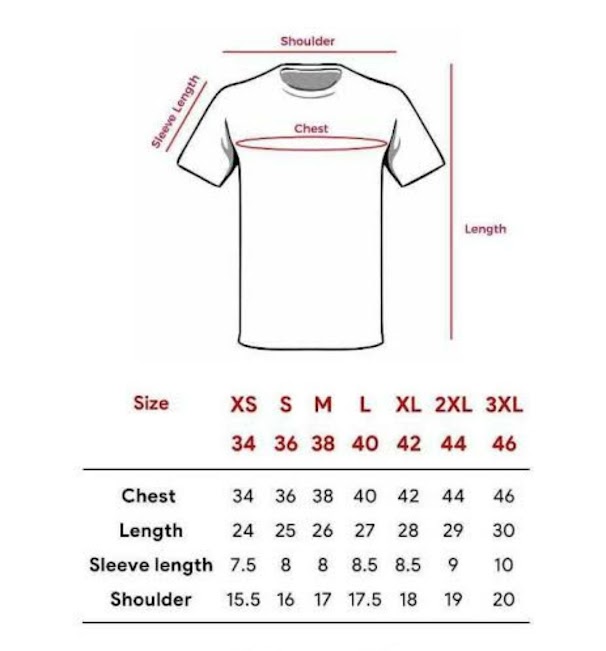 Shoulder
Sleeve Length
Chest
Length
Size XS S M L XL 2XL 3XL
34 36 38 40 42 44 46
Chest 34 36 38 40 42 44 46
Length 24 25 26 27 28 29 30
Sleeve length 7.5 8 8 8.5 8.5 9 10
Shoulder 15.5 16 17 17.5 18 19 20